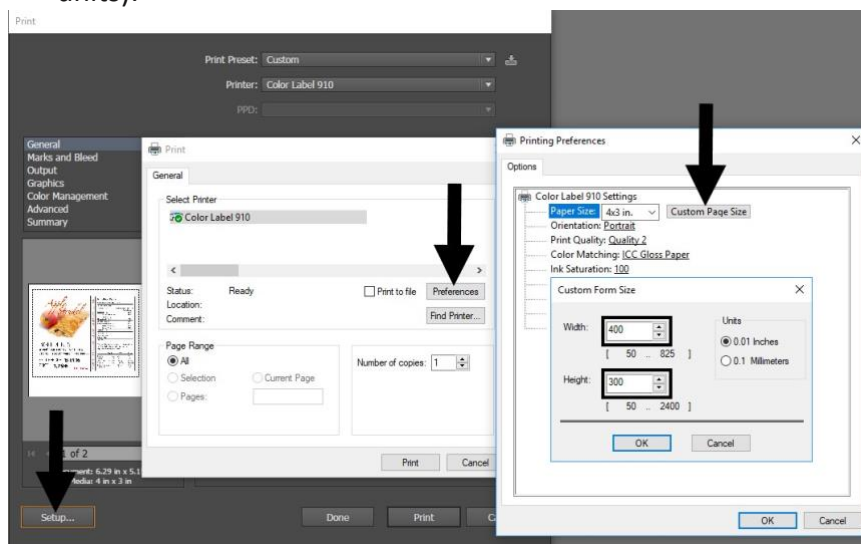 units).
Print
Print Preset: Custom
Printer: Color Label 910
PPD:
General
Marks and Bleed
Output
Graphics
Color Management
Advanced
Summary
1 of 2
Document: 6.29 in x
Media: 4 in x 3 in
Setup...
Done
Print
Print
General
Select Printer
Color Label 910
Status: Ready
Location:
Comment:
Print to file
Preferences
Find Printer...
Page Range
All
Selection
Current Page
Pages:
Number of copies: 1
Print
Cancel
Printing Preferences
Options
Color Label 910 Settings
Paper Size: 4x3 in.
Custom Page Size
Orientation: Portrait
Print Quality: Quality 2
Color Matching: ICC Gloss Paper
Ink Saturation: 100
Custom Form Size
Width: 400
[ 50 .. 825 ]
Height: 300
[ 50 .. 2400 ]
Units
0.01 Inches
0.1 Millimeters
OK
Cancel
OK
Cancel